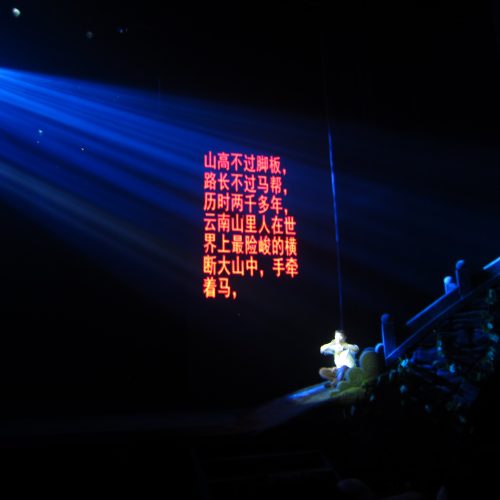 山高不过脚板，
路长不过马帮，
历时两千多年，
云南山里人在世
界上最险峻的横
断大山中，手牵
着马，